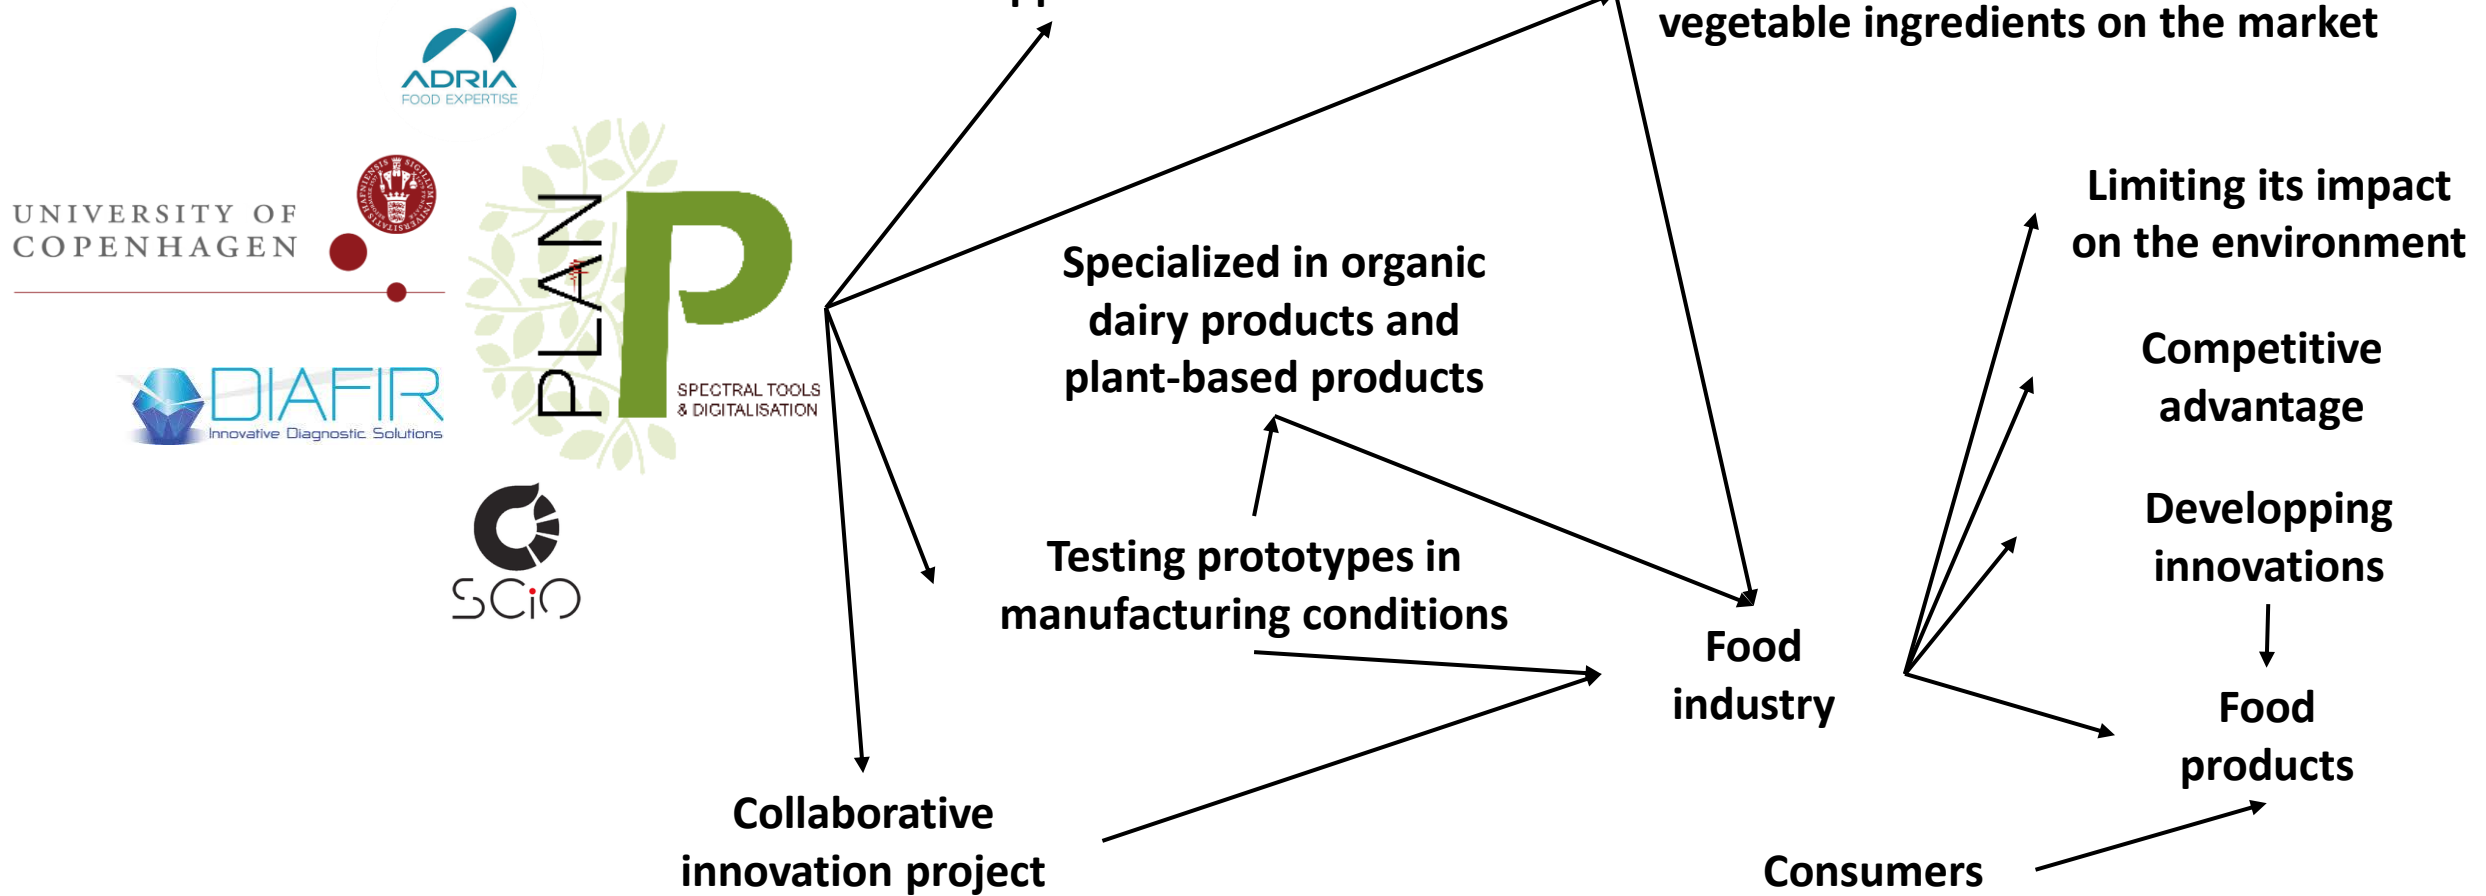 vegetable ingredients on the market
ADRIA
FOOD EXPERTISE
UNIVERSITY OF
COPENHAGEN
PLAN
P
SPECTRAL TOOLS
& DIGITALISATION
DIAFIR
Innovative Diagnostic Solutions
SCiO
Specialized in organic
dairy products and
plant-based products
Testing prototypes in
manufacturing conditions
Collaborative
innovation project
Food
industry
Limiting its impact
on the environment
Competitive
advantage
Developping
innovations
Food
products
Consumers